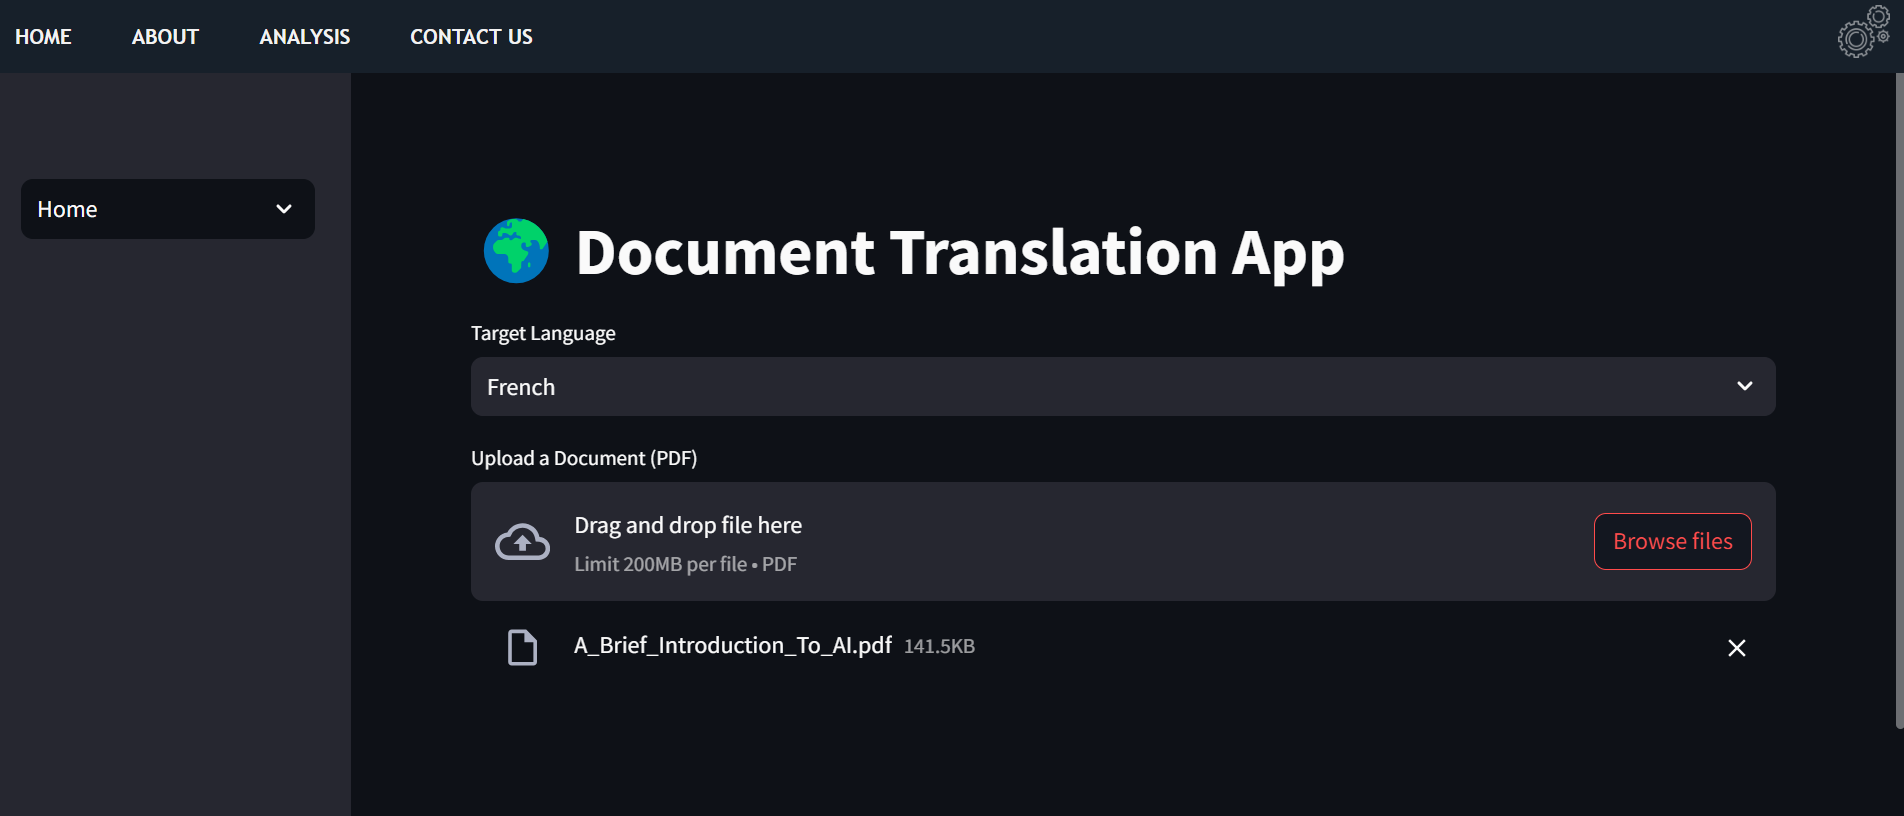 HOME ABOUT ANALYSIS CONTACT US
Home
Document Translation App
Target Language
French
Upload a Document (PDF)
Drag and drop file here
Limit 200MB per file • PDF
Browse files
A_Brief_Introduction_To_AI.pdf 141.5KB